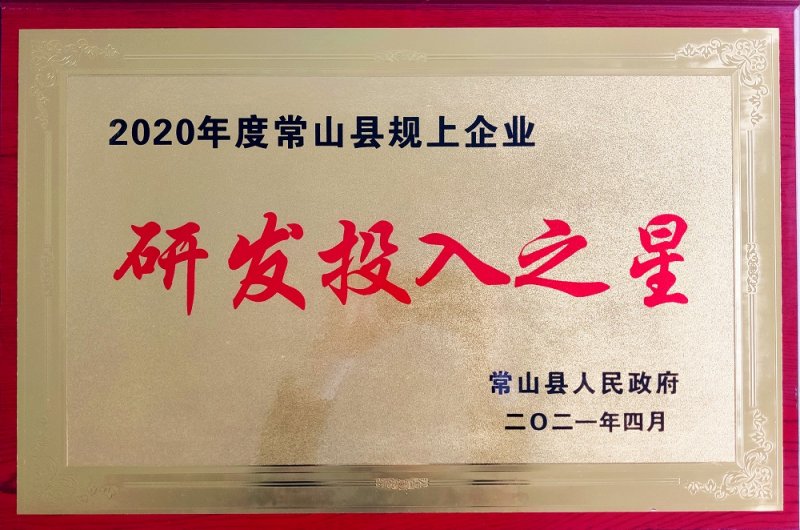 2020年度常山县规上企业
研发投入之星
常山县人民政府
二〇二一年四月